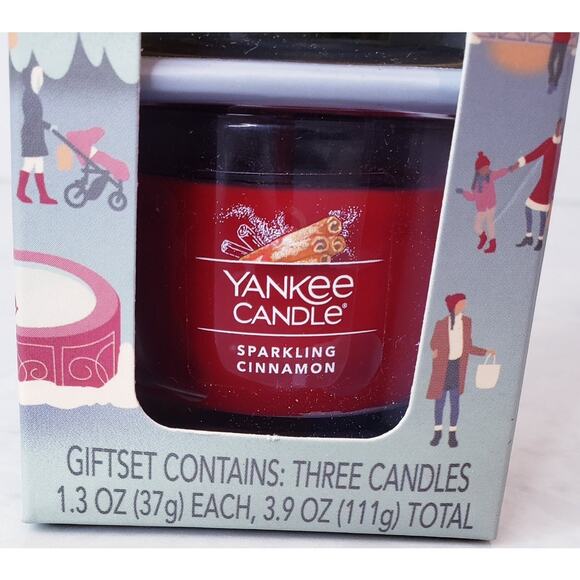 YANKEE
CANDLE®
SPARKLING
CINNAMON
GIFTSET CONTAINS: THREE CANDLES
1.3 OZ (37g) EACH, 3.9 OZ (111g) TOTAL